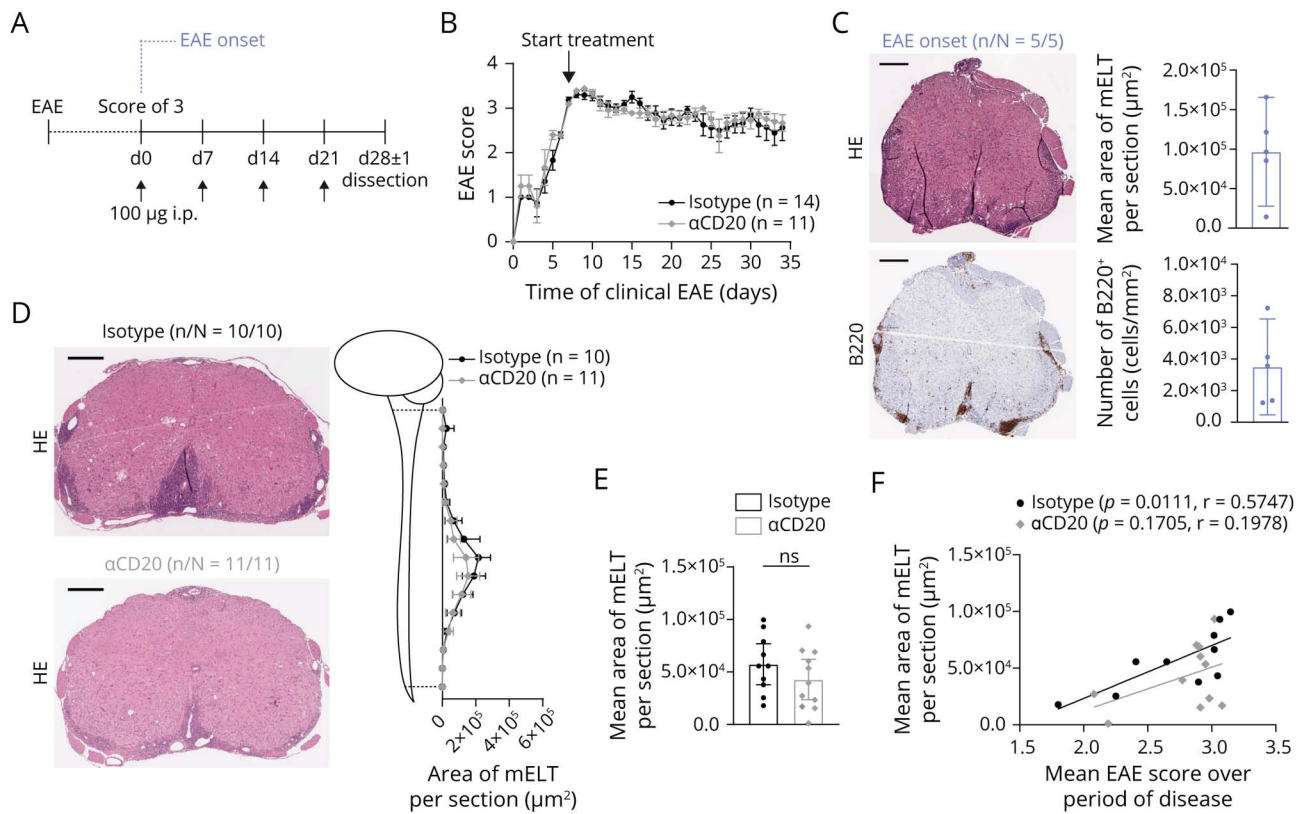 A
EAE onset
EAE
Score of 3
d0
d7
d14
d21
d28±1
dissection
100 µg i.p.
B
Start treatment
EAE score
4
3
2
1
0
Isotype (n = 14)
αCD20 (n = 11)
0
5
10
15
20
25
30
35
Time of clinical EAE (days)
C
EAE onset (n/N = 5/5)
HE
Mean area of mELT
per section (µm²)
2.0×10⁵
1.5×10⁵
1.0×10⁵
5.0×10⁴
0.0
B220
Number of B220⁺
cells (cells/mm²)
1.0×10⁴
8.0×10³
6.0×10³
4.0×10³
2.0×10³
0.0
D
Isotype (n/N = 10/10)
HE
αCD20 (n/N = 11/11)
HE
Isotype (n = 10)
αCD20 (n = 11)
0
2×10⁵
4×10⁵
6×10⁵
Area of mELT
per section (µm²)
E
Isotype
αCD20
ns
Mean area of mELT
per section (µm²)
1.5×10⁵
1.0×10⁵
5.0×10⁴
0.0
F
Isotype (p = 0.0111, r = 0.5747)
αCD20 (p = 0.1705, r = 0.1978)
Mean area of mELT
per section (µm²)
1.5×10⁵
1.0×10⁵
5.0×10⁴
0.0
1.5
2.0
2.5
3.0
3.5
Mean EAE score over
period of disease